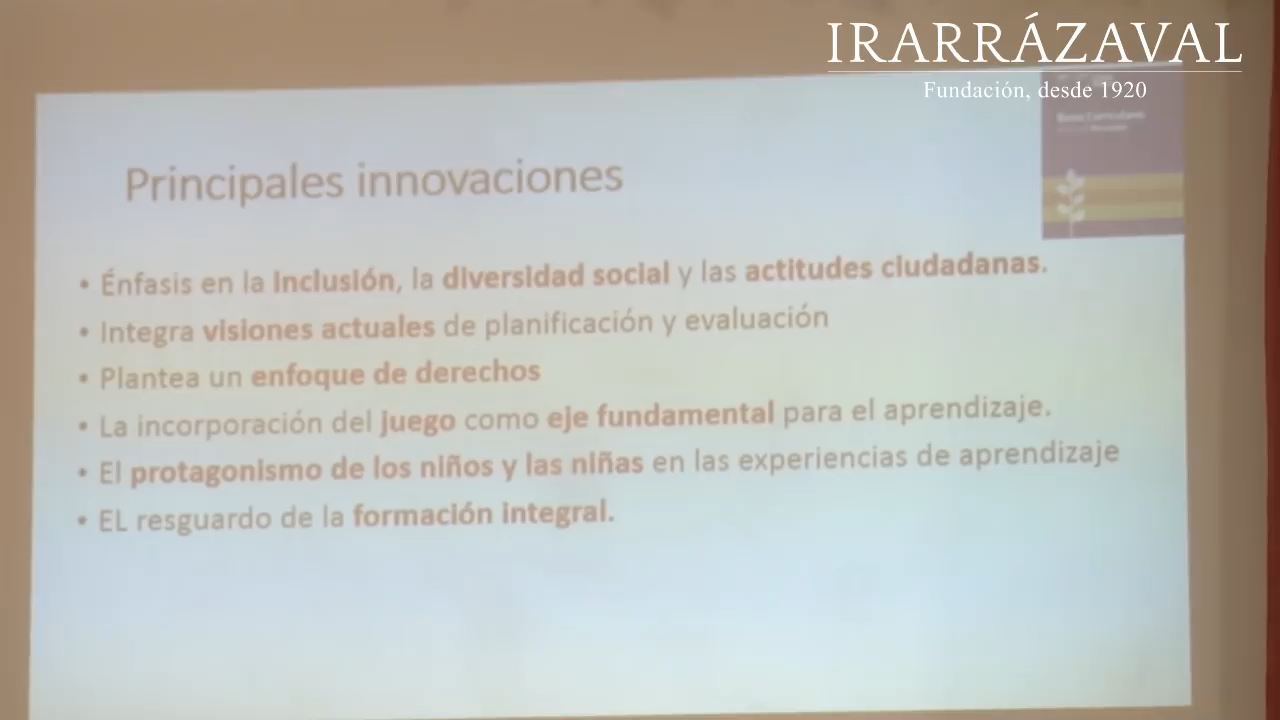 IRARRÁZAVAL
Fundación, desde 1920
Bases Curriculares
Principales innovaciones
• Énfasis en la inclusión, la diversidad social y las actitudes ciudadanas.
• Integra visiones actuales de planificación y evaluación
• Plantea un enfoque de derechos
• La incorporación del juego como eje fundamental para el aprendizaje.
• El protagonismo de los niños y las niñas en las experiencias de aprendizaje
• EL resguardo de la formación integral.